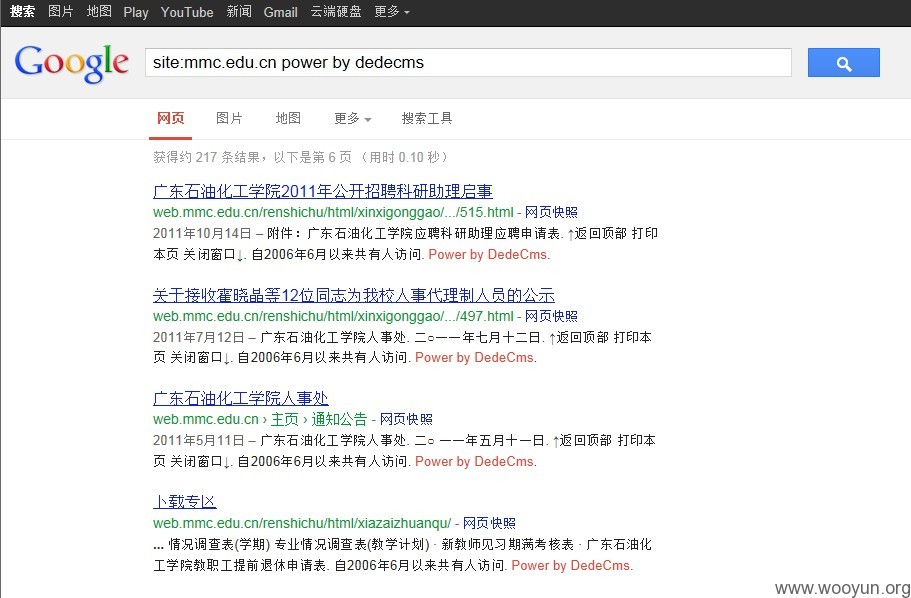 搜索 图片 地图 Play YouTube 新闻 Gmail 云端硬盘 更多
Google site:mmc.edu.cn power by dedecms
网页 图片 地图 更多 搜索工具
获得约 217 条结果,以下是第 6 页 (用时 0.10 秒)
广东石油化工学院2011年公开招聘科研助理启事
web.mmc.edu.cn/renshichu/html/xinxigonggao/.../515.html - 网页快照
2011年10月14日 – 附件:广东石油化工学院应聘科研助理应聘申请表. ↑返回顶部 打印
本页 关闭窗口↓. 自2006年6月以来共有人访问. Power by DedeCms.
关于接收霍晓晶等12位同志为我校人事代理制人员的公示
web.mmc.edu.cn/renshichu/html/xinxigonggao/.../497.html - 网页快照
2011年7月12日 – 广东石油化工学院人事处. 二○一一年七月十二日. ↑返回顶部 打印本
页 关闭窗口↓. 自2006年6月以来共有人访问. Power by DedeCms.
广东石油化工学院人事处
web.mmc.edu.cn › 主页 › 通知公告 - 网页快照
2011年5月11日 – 广东石油化工学院人事处. 二○ 一一年五月十一日. ↑返回顶部 打印本
页 关闭窗口↓. 自2006年6月以来共有人访问. Power by DedeCms.
下载专区
web.mmc.edu.cn/renshichu/html/xiazaizhuanqu/ - 网页快照
... 情况调查表(学期) 专业情况调查表(教学计划) · 新教师见习期满考核表 · 广东石油化
工学院教职工提前退休申请表. 自2006年6月以来共有人访问. Power by DedeCms.
www.wooyun.org